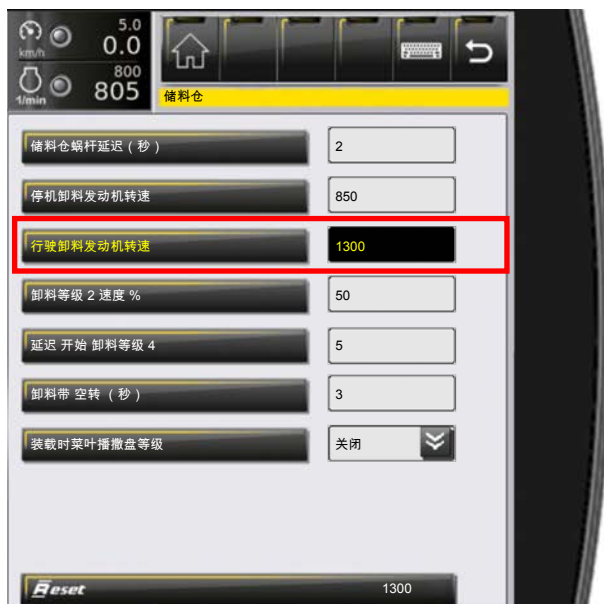 5.0
km/h 0.0
800
1/min 805
储料仓
储料仓蜗杆延迟（秒） 2
停机卸料发动机转速 850
行驶卸料发动机转速 1300
卸料等级 2 速度 % 50
延迟 开始 卸料等级 4 5
卸料带 空转 （秒） 3
装载时菜叶播撒盘等级 关闭
Reset 1300